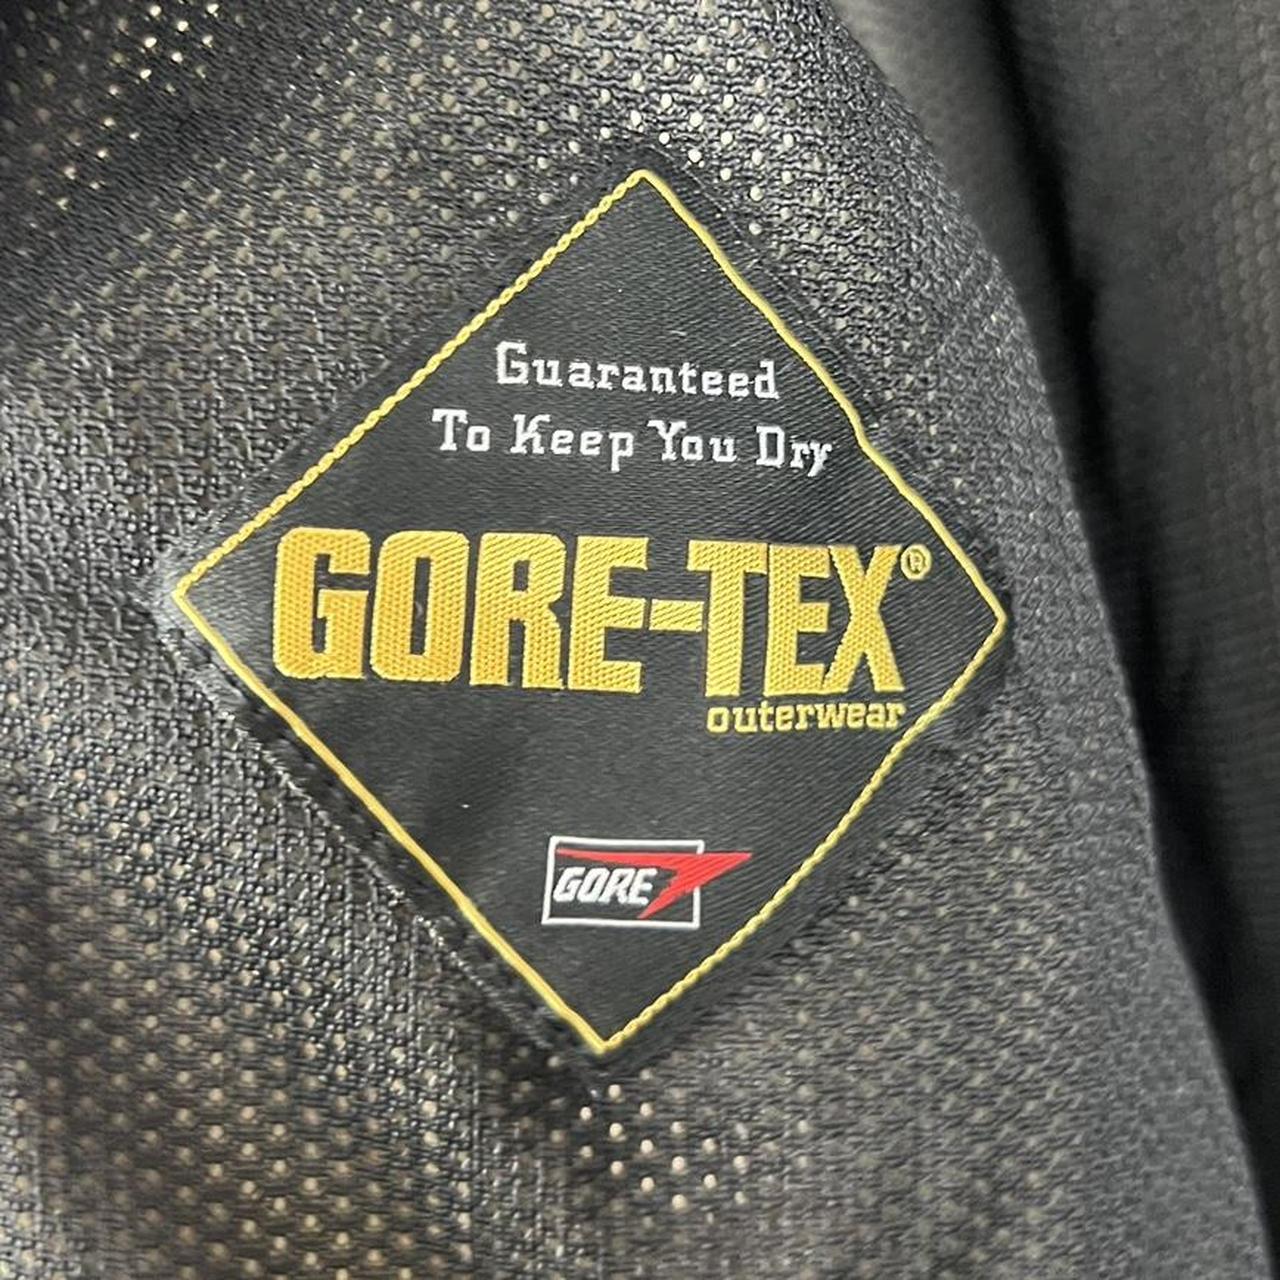 Guaranteed
To Keep You Dry
GORE-TEX®
outerwear
GORE